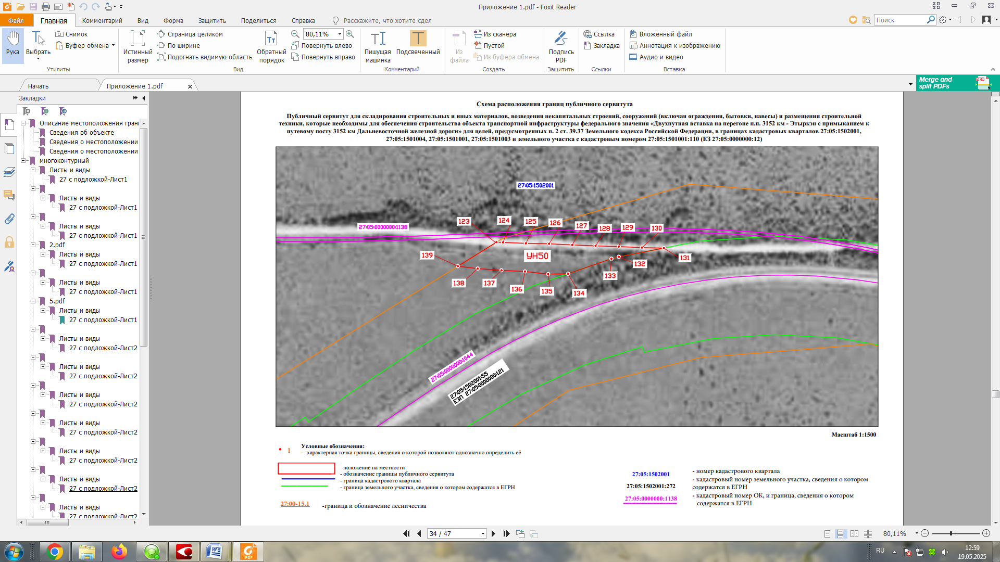 Приложение 1.pdf - Foxit Reader
Файл
Главная
Комментарий
Вид
Форма
Защитить
Поделиться
Справка
Расскажите, что хотите сдел
Поиск
Рука
Выбрать
Снимок
Буфер обмена
Утилиты
Истинный размер
Страница целиком
По ширине
Подогнать видимую область
Обратный порядок
80,11%
Повернуть влево
Повернуть вправо
Вид
Пишущая машинка
Подсвеченный
Комментарий
Из файла
Из сканера
Пустой
Из буфера обмена
Создать
Подпись PDF
Защитить
Ссылка
Закладка
Ссылки
Вложенный файл
Аннотация к изображению
Аудио и видео
Вставка
Начать
Приложение 1.pdf
Merge and
split PDFs
Закладки
Описание местоположения грани
Сведения об объекте
Сведения о местоположении
Сведения о местоположении
многоконтурный
Листы и виды
27 с подложкой-Лист1
Листы и виды
27 с подложкой-Лист1
Листы и виды
27 с подложкой-Лист1
2.pdf
Листы и виды
27 с подложкой-Лист1
Листы и виды
27 с подложкой-Лист1
5.pdf
Листы и виды
27 с подложкой-Лист1
Листы и виды
27 с подложкой-Лист2
Листы и виды
27 с подложкой-Лист2
Листы и виды
27 с подложкой-Лист2
Листы и виды
27 с подложкой-Лист2
Листы и виды
27 с подложкой-Лист2
Листы и виды
27 с подложкой-Лист2
Листы и виды
27 с подложкой-Лист2
Схема расположения границ публичного сервитута
Публичный сервитут для складирования строительных и иных материалов, возведения некапитальных строений, сооружений (включая ограждения, бытовки, навесы) и размещения строительной
техники, которые необходимы для обеспечения строительства объекта транспортной инфраструктуры федерального значения «Двухпутная вставка на перегоне п.п. 3152 км - Этыркэн с примыканием к
путевому посту 3152 км Дальневосточной железной дороги» для целей, предусмотренных п. 2 ст. 39.37 Земельного кодекса Российской Федерации, в границах кадастровых кварталов 27:05:1502001,
27:05:1501004, 27:05:1501001, 27:05:1501003 и земельного участка с кадастровым номером 27:05:1501001:110 (ЕЗ 27:05:0000000:12)
27:05:1502001
27:05:0000000:1138
123
124
125
126
127
128
129
130
139
УН50
131
132
133
138
137
136
135
134
27:05:0000000:1044
27:05:1502001:55
ЕЗП 27:05:0000000:121
Масштаб 1:1500
Условные обозначения:
1
- характерная точка границы, сведения о которой позволяют однозначно определить её
положение на местности
- обозначение границы публичного сервитута
- граница кадастрового квартала
- граница земельного участка, сведения о котором содержатся в ЕГРН
27:00-15.1
-граница и обозначение лесничества
27:05:1502001
- номер кадастрового квартала
27:05:1502001:272
- кадастровый номер земельного участка, сведения о котором
содержатся в ЕГРН
27:05:0000000:1138
- кадастровый номер ОК, и граница, сведения о котором
содержатся в ЕГРН
34 / 47
80,11%
RU
12:59
19.05.2025